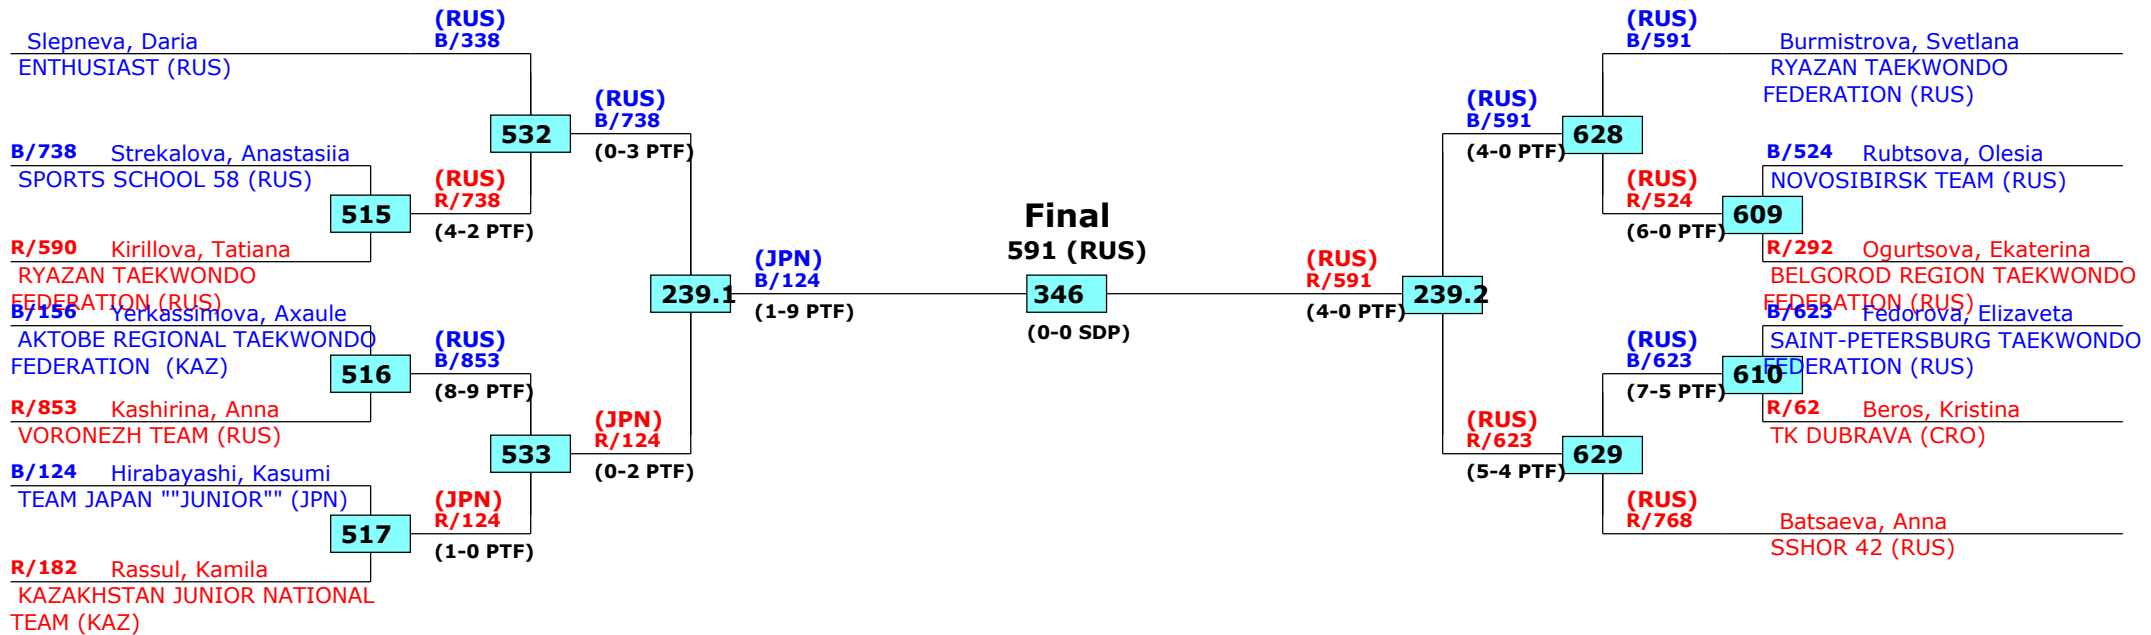 (RUS)
B/338
Slepneva, Daria
ENTHUSIAST (RUS)
B/738 Strekalova, Anastasiia
SPORTS SCHOOL 58 (RUS)
R/590 Kirillova, Tatiana
RYAZAN TAEKWONDO
FEDERATION (RUS)
B/156 Yerkassimova, Axaule
AKTOBE REGIONAL TAEKWONDO
FEDERATION (KAZ)
R/853 Kashirina, Anna
VORONEZH TEAM (RUS)
B/124 Hirabayashi, Kasumi
TEAM JAPAN ""JUNIOR"" (JPN)
R/182 Rassul, Kamila
KAZAKHSTAN JUNIOR NATIONAL
TEAM (KAZ)
515
516
517
(RUS)
R/738
(4-2 PTF)
(RUS)
B/853
(8-9 PTF)
(JPN)
R/124
(1-0 PTF)
532
533
(RUS)
B/738
(0-3 PTF)
(JPN)
R/124
(0-2 PTF)
239.1
(JPN)
B/124
(1-9 PTF)
Final
591 (RUS)
346
(0-0 SDP)
(RUS)
R/591
(4-0 PTF)
239.2
(RUS)
B/591
(4-0 PTF)
(RUS)
R/623
(5-4 PTF)
628
629
(RUS)
B/591
(RUS)
R/524
(6-0 PTF)
(RUS)
B/623
(7-5 PTF)
(RUS)
R/768
609
610
Burmistrova, Svetlana
RYAZAN TAEKWONDO
FEDERATION (RUS)
B/524 Rubtsova, Olesia
NOVOSIBIRSK TEAM (RUS)
R/292 Ogurtsova, Ekaterina
BELGOROD REGION TAEKWONDO
FEDERATION (RUS)
B/623 Fedorova, Elizaveta
SAINT-PETERSBURG TAEKWONDO
FEDERATION (RUS)
R/62 Beros, Kristina
TK DUBRAVA (CRO)
Batsaeva, Anna
SSHOR 42 (RUS)